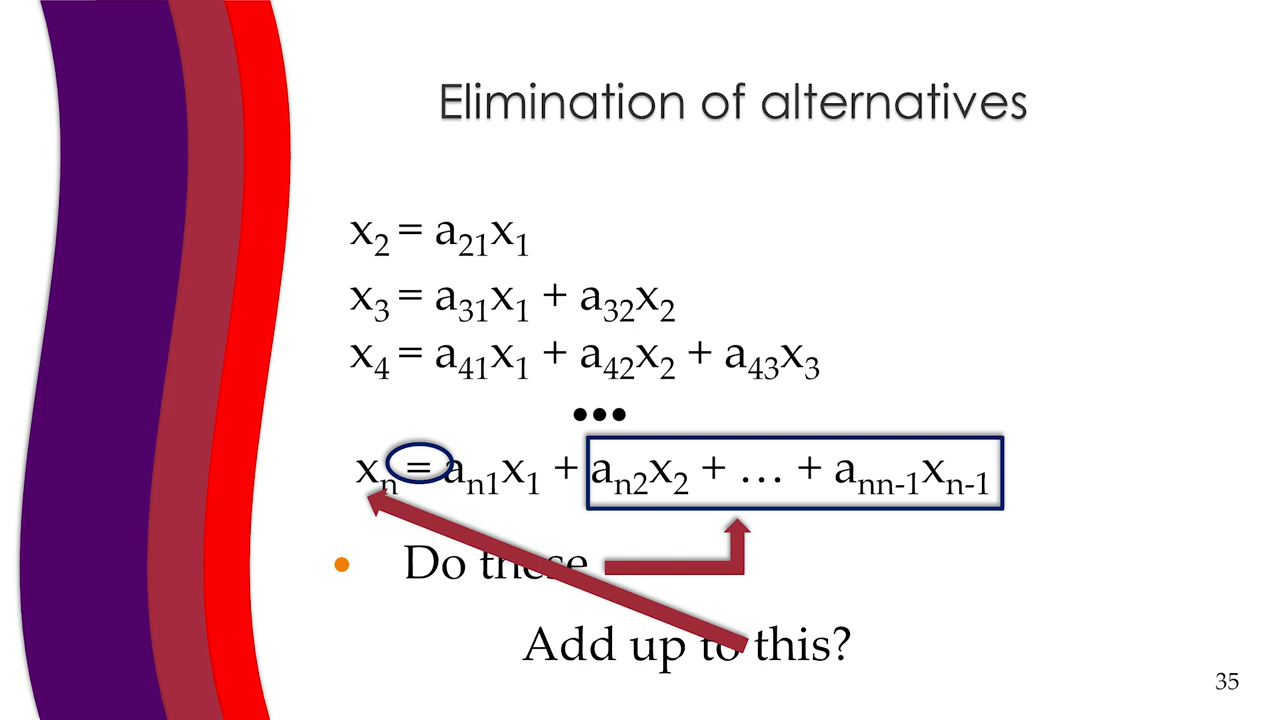 Elimination of alternatives
x₂ = a₂₁x₁
x₃ = a₃₁x₁ + a₃₂x₂
x₄ = a₄₁x₁ + a₄₂x₂ + a₄₃x₃
•••
xₙ = aₙ₁x₁ + aₙ₂x₂ + … + aₙₙ₋₁xₙ₋₁
• Do these
Add up to this?
35